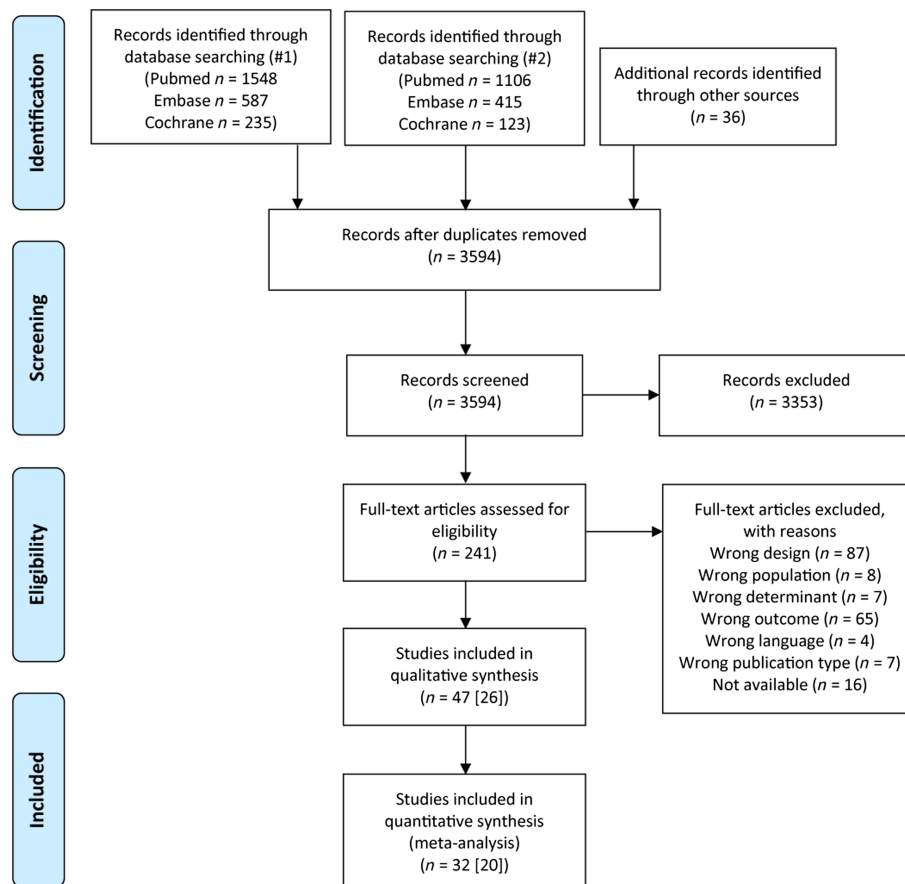 Identification
Records identified through
database searching (#1)
(Pubmed n = 1548
Embase n = 587
Cochrane n = 235)
Records identified through
database searching (#2)
(Pubmed n = 1106
Embase n = 415
Cochrane n = 123)
Additional records identified
through other sources
(n = 36)
Records after duplicates removed
(n = 3594)
Screening
Records screened
(n = 3594)
Records excluded
(n = 3353)
Eligibility
Full-text articles assessed for
eligibility
(n = 241)
Full-text articles excluded,
with reasons
Wrong design (n = 87)
Wrong population (n = 8)
Wrong determinant (n = 7)
Wrong outcome (n = 65)
Wrong language (n = 4)
Wrong publication type (n = 7)
Not available (n = 16)
Studies included in
qualitative synthesis
n = 47 [26])
Included
Studies included in
quantitative synthesis
(meta-analysis)
n = 32 [20])